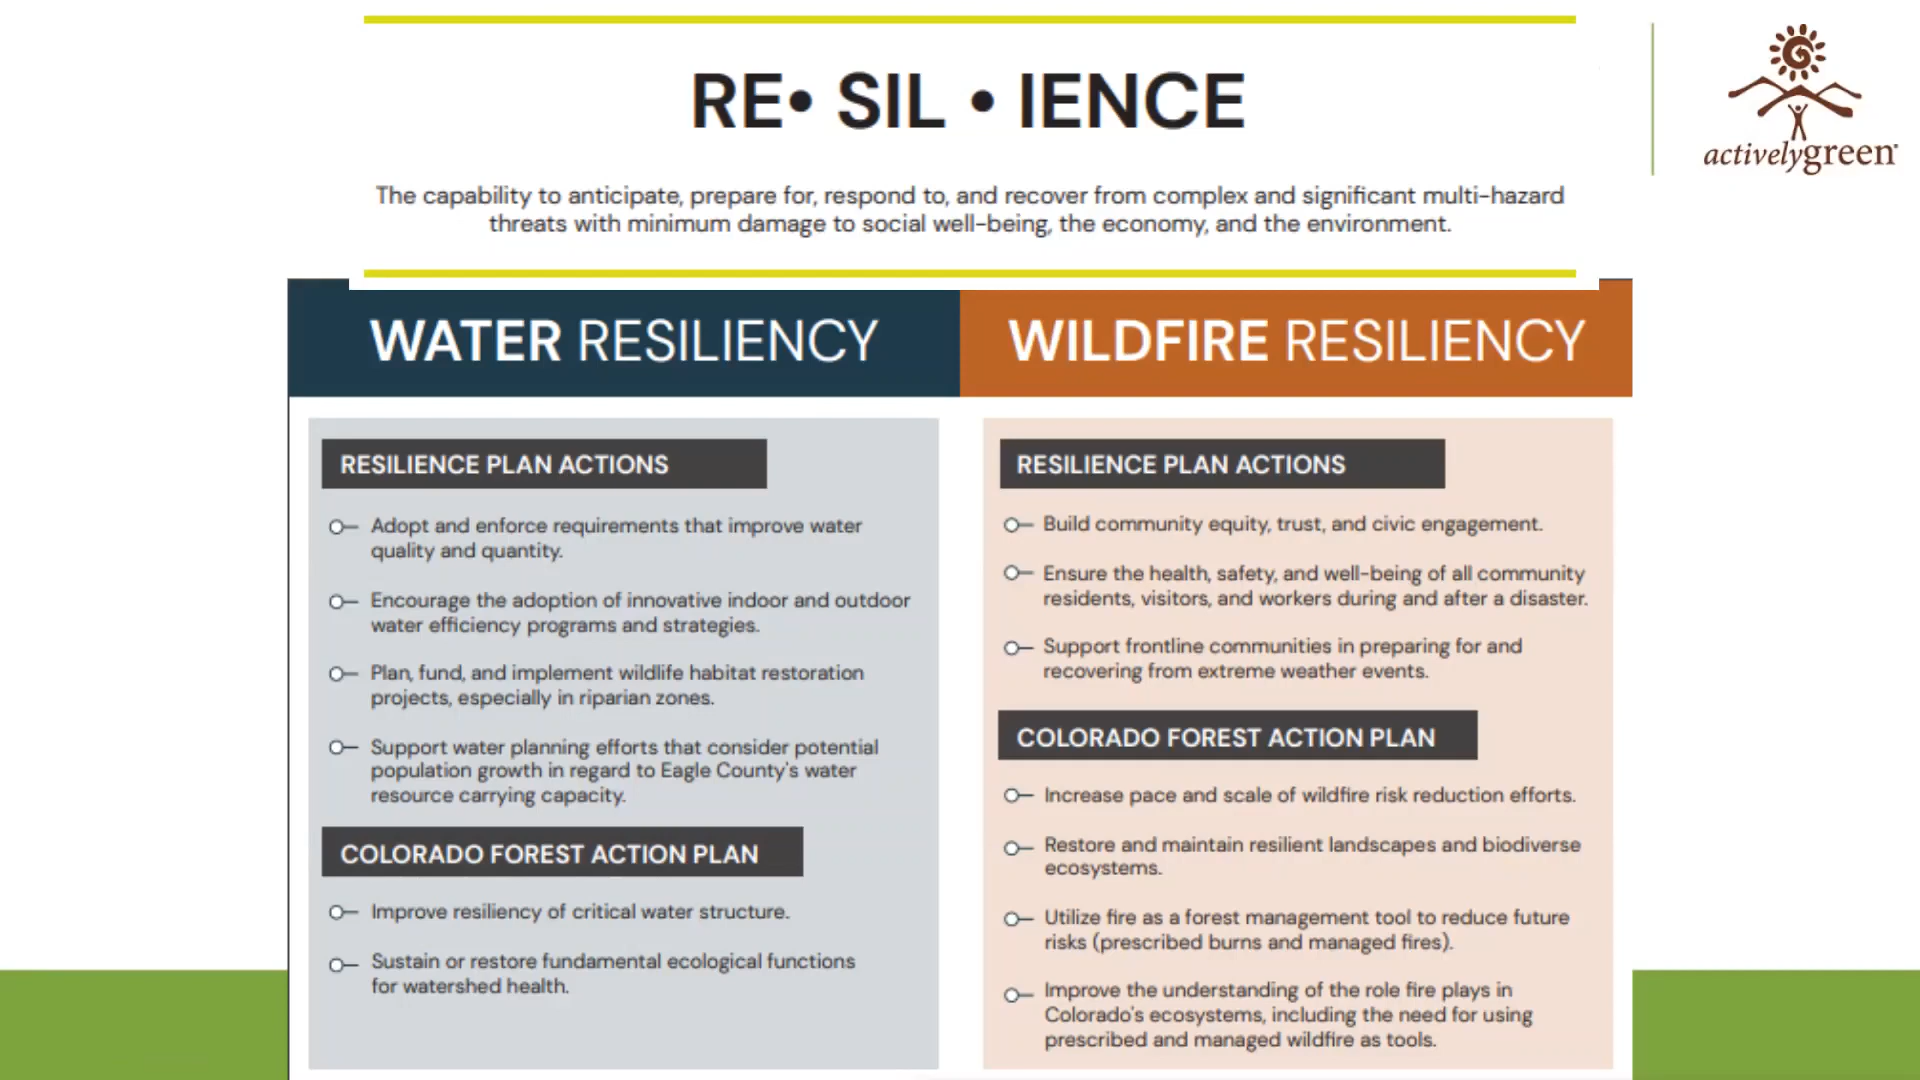 RE• SIL • IENCE
The capability to anticipate, prepare for, respond to, and recover from complex and significant multi-hazard
threats with minimum damage to social well-being, the economy, and the environment.
activelygreen
WATER RESILIENCY
RESILIENCE PLAN ACTIONS
Adopt and enforce requirements that improve water
quality and quantity.
Encourage the adoption of innovative indoor and outdoor
water efficiency programs and strategies.
Plan, fund, and implement wildlife habitat restoration
projects, especially in riparian zones.
Support water planning efforts that consider potential
population growth in regard to Eagle County's water
resource carrying capacity.
COLORADO FOREST ACTION PLAN
Improve resiliency of critical water structure.
Sustain or restore fundamental ecological functions
for watershed health.
WILDFIRE RESILIENCY
RESILIENCE PLAN ACTIONS
Build community equity, trust, and civic engagement.
Ensure the health, safety, and well-being of all community
residents, visitors, and workers during and after a disaster.
Support frontline communities in preparing for and
recovering from extreme weather events.
COLORADO FOREST ACTION PLAN
Increase pace and scale of wildfire risk reduction efforts.
Restore and maintain resilient landscapes and biodiverse
ecosystems.
Utilize fire as a forest management tool to reduce future
risks (prescribed burns and managed fires).
Improve the understanding of the role fire plays in
Colorado's ecosystems, including the need for using
prescribed and managed wildfire as tools.